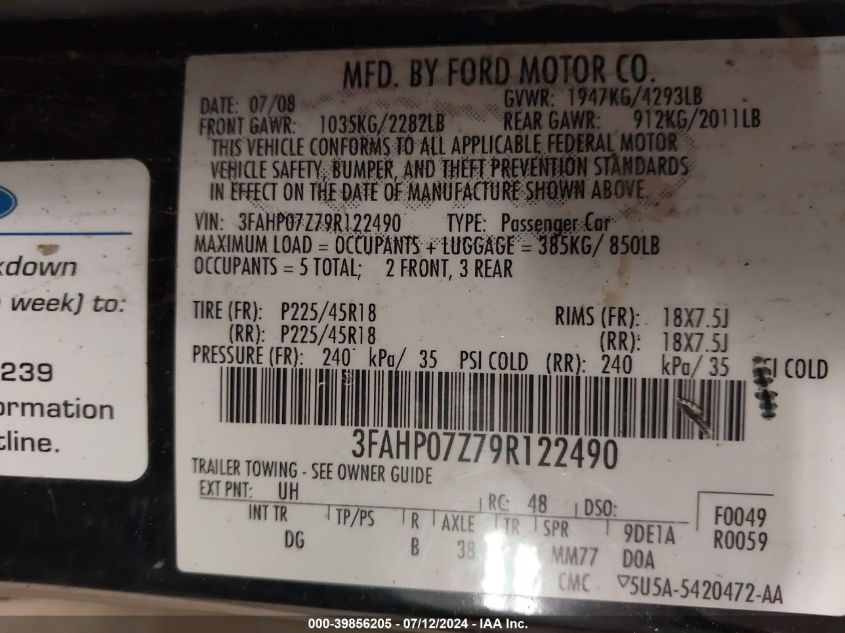 MFD. BY FORD MOTOR CO.
DATE: 07/08 GVWR: 1947KG/4293LB
FRONT GAWR: 1035KG/2282LB REAR GAWR: 912KG/2011LB
THIS VEHICLE CONFORMS TO ALL APPLICABLE FEDERAL MOTOR
VEHICLE SAFETY, BUMPER, AND THEFT PREVENTION STANDARDS
IN EFFECT ON THE DATE OF MANUFACTURE SHOWN ABOVE.
VIN: 3FAHP07Z79R122490 TYPE: Passenger Car
MAXIMUM LOAD = OCCUPANTS + LUGGAGE = 385KG/ 850LB
OCCUPANTS = 5 TOTAL; 2 FRONT, 3 REAR
TIRE (FR): P225/45R18 RIMS (FR): 18X7.5J
(RR): P225/45R18 (RR): 18X7.5J
PRESSURE (FR): 240 kPa/ 35 PSI COLD (RR): 240 kPa/ 35 PSI COLD
3FAHP07Z79R122490
TRAILER TOWING - SEE OWNER GUIDE
EXT PNT: UH RC: 48 DSO: F0049
INT TR TP/PS R AXLE TR SPR 9DE1A R0059
DG B 38 MM77 D0A
CMC 5U5A-5420472-AA
kdown
week) to:
239
ormation
tline.
000-39856205 - 07/12/2024 - IAA Inc.